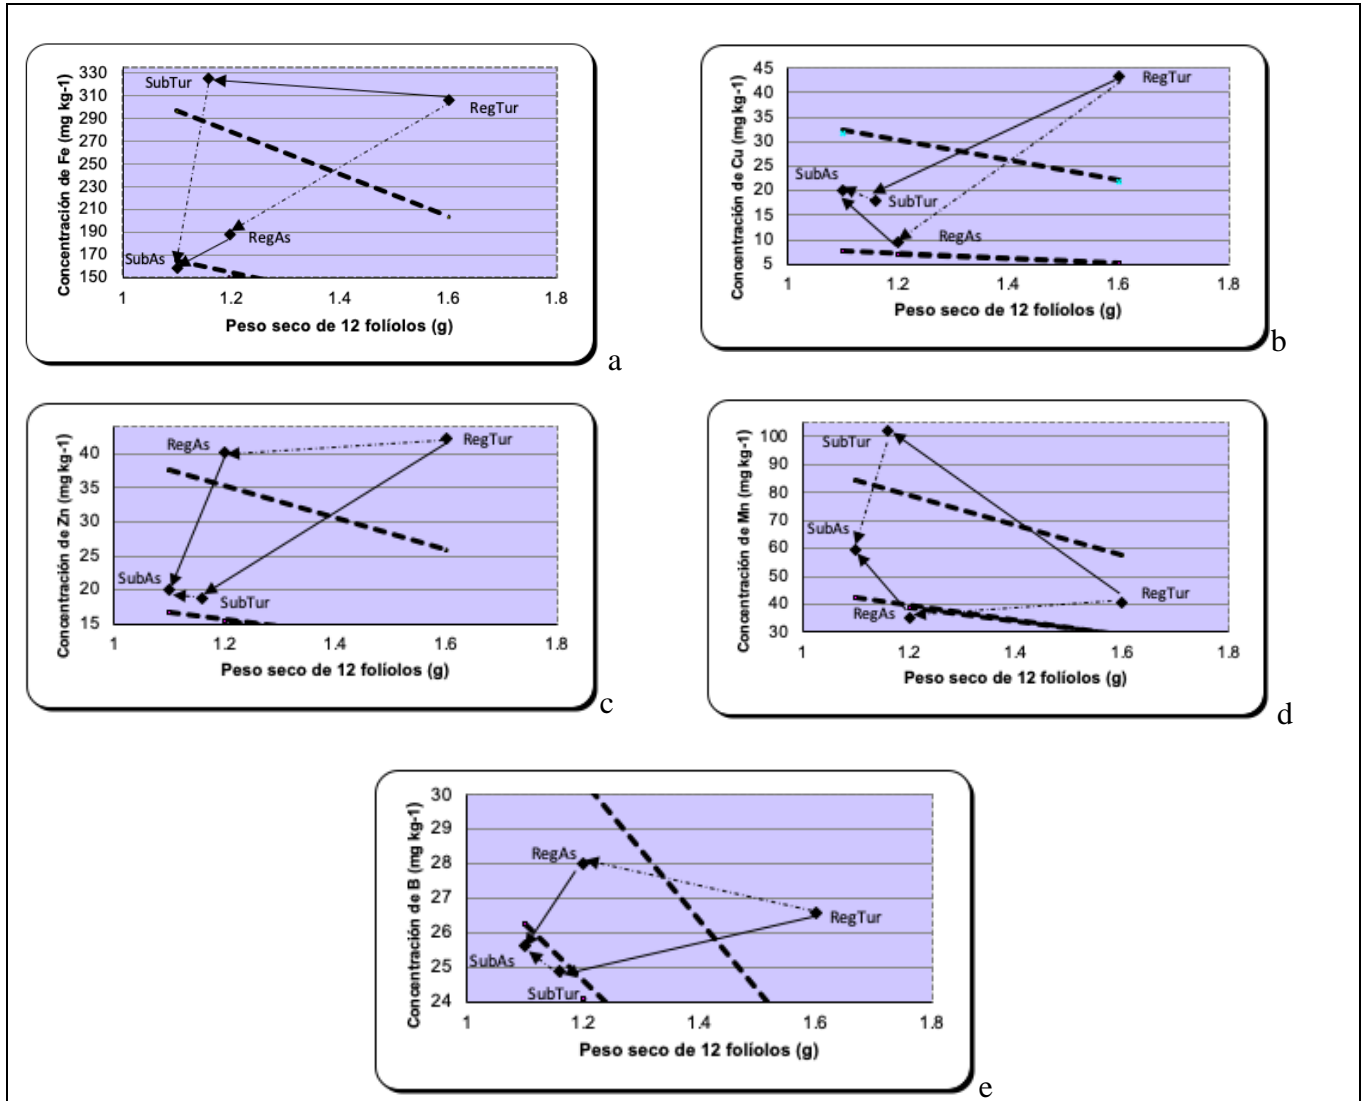 Concentración de Fe (mg kg-1)
330
310
290
270
250
230
210
190
170
150
SubTur
RegTur
RegAs
SubAs
1
1.2
1.4
1.6
1.8
Peso seco de 12 folíolos (g)
a
Concentración de Cu (mg kg-1)
45
40
35
30
25
20
15
10
5
RegTur
SubAs
SubTur
RegAs
1
1.2
1.4
1.6
1.8
Peso seco de 12 folíolos (g)
b
Concentración de Zn (mg kg-1)
40
35
30
25
20
15
RegAs
RegTur
SubAs
SubTur
1
1.2
1.4
1.6
1.8
Peso seco de 12 folíolos (g)
c
Concentración de Mn (mg kg-1)
100
90
80
70
60
50
40
30
SubTur
SubAs
RegTur
RegAs
1
1.2
1.4
1.6
1.8
Peso seco de 12 folíolos (g)
d
Concentración de B (mg kg-1)
30
29
28
27
26
25
24
RegAs
RegTur
SubAs
SubTur
1
1.2
1.4
1.6
1.8
Peso seco de 12 folíolos (g)
e